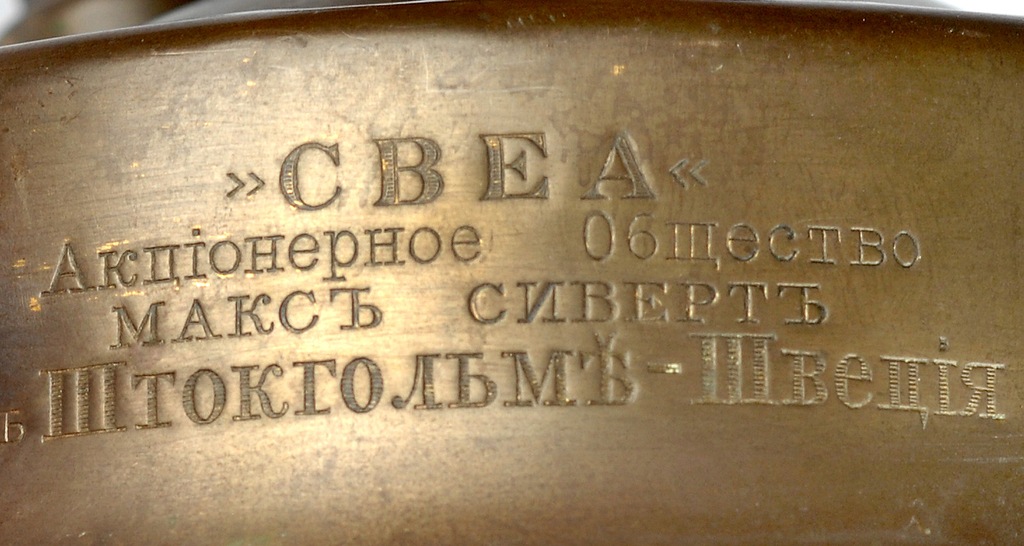 »СВЕА«
Акціонерное Общество
МАКСЪ СИВЕРТЪ
Штокгольмѣ-Швеція